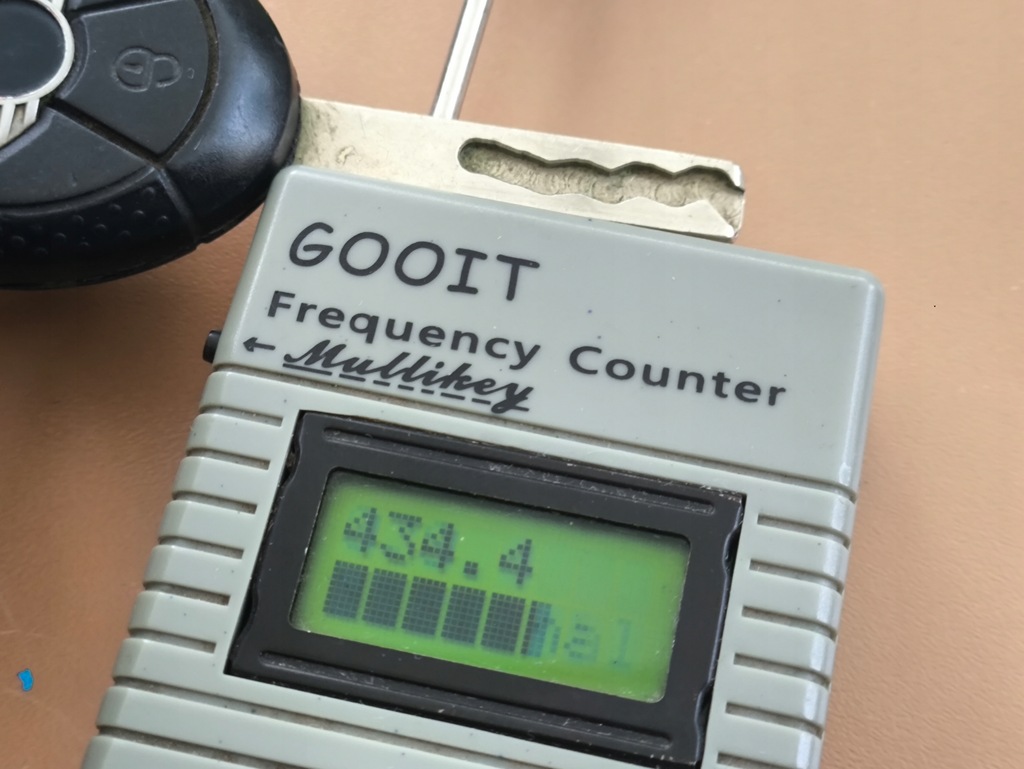 GOOIT
Frequency Counter
← Mullikey
434.4